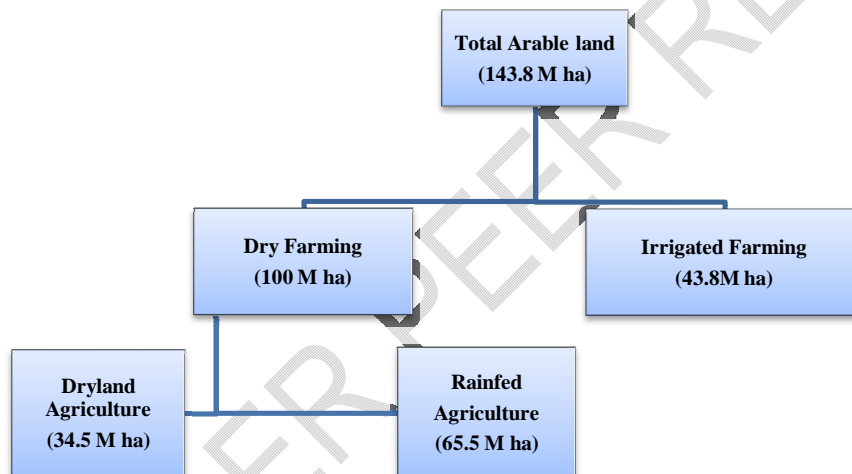 Total Arable land
(143.8 M ha)
Dry Farming
(100 M ha)
Irrigated Farming
(43.8M ha)
Dryland
Agriculture
(34.5 M ha)
Rainfed
Agriculture
(65.5 M ha)
PEER